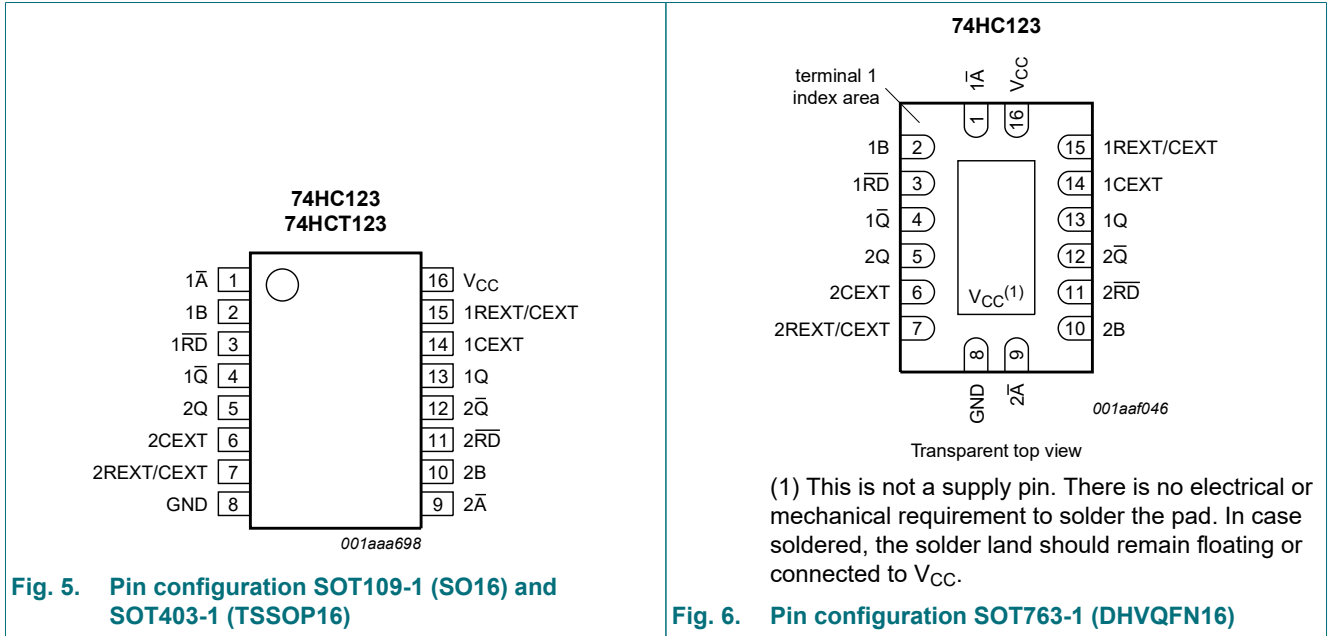 74HC123
74HCT123
1A̅ 1
1B 2
1R̅D̅ 3
1Q̅ 4
2Q 5
2CEXT 6
2REXT/CEXT 7
GND 8
16 VCC
15 1REXT/CEXT
14 1CEXT
13 1Q
12 2Q̅
11 2R̅D̅
10 2B
9 2A̅
001aaa698
Fig. 5. Pin configuration SOT109-1 (SO16) and
SOT403-1 (TSSOP16)
74HC123
terminal 1
index area
1A̅
VCC
1
16
1B 2
1R̅D̅ 3
1Q̅ 4
2Q 5
2CEXT 6
2REXT/CEXT 7
VCC(1)
15 1REXT/CEXT
14 1CEXT
13 1Q
12 2Q̅
11 2R̅D̅
10 2B
8
9
GND
2A̅
001aaf046
Transparent top view
(1) This is not a supply pin. There is no electrical or
mechanical requirement to solder the pad. In case
soldered, the solder land should remain floating or
connected to VCC.
Fig. 6. Pin configuration SOT763-1 (DHVQFN16)